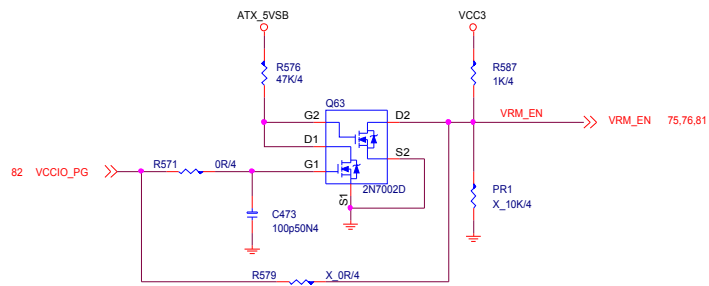 ATX_5VSB
VCC3
R576
47K/4
R587
1K/4
Q63
G2
D2
VRM_EN
VRM_EN 75,76,81
D1
S2
82 VCCIO_PG
R571
0R/4
G1
2N7002D
S1
PR1
X_10K/4
C473
100p50N4
R579
X_0R/4